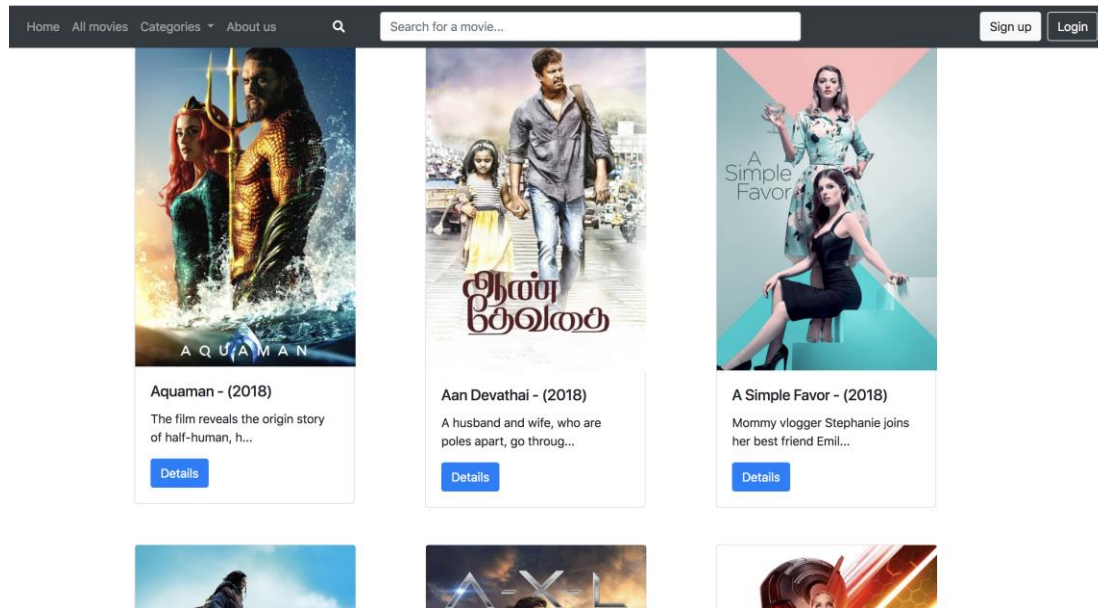 Home All movies Categories About us Search for a movie... Sign up Login
A
Simple
Favor
ஆண்
தேவதை
AQUAMAN
Aquaman - (2018)
The film reveals the origin story
of half-human, h...
Details
Aan Devathai - (2018)
A husband and wife, who are
poles apart, go throug...
Details
A Simple Favor - (2018)
Mommy vlogger Stephanie joins
her best friend Emil...
Details
A-X-L